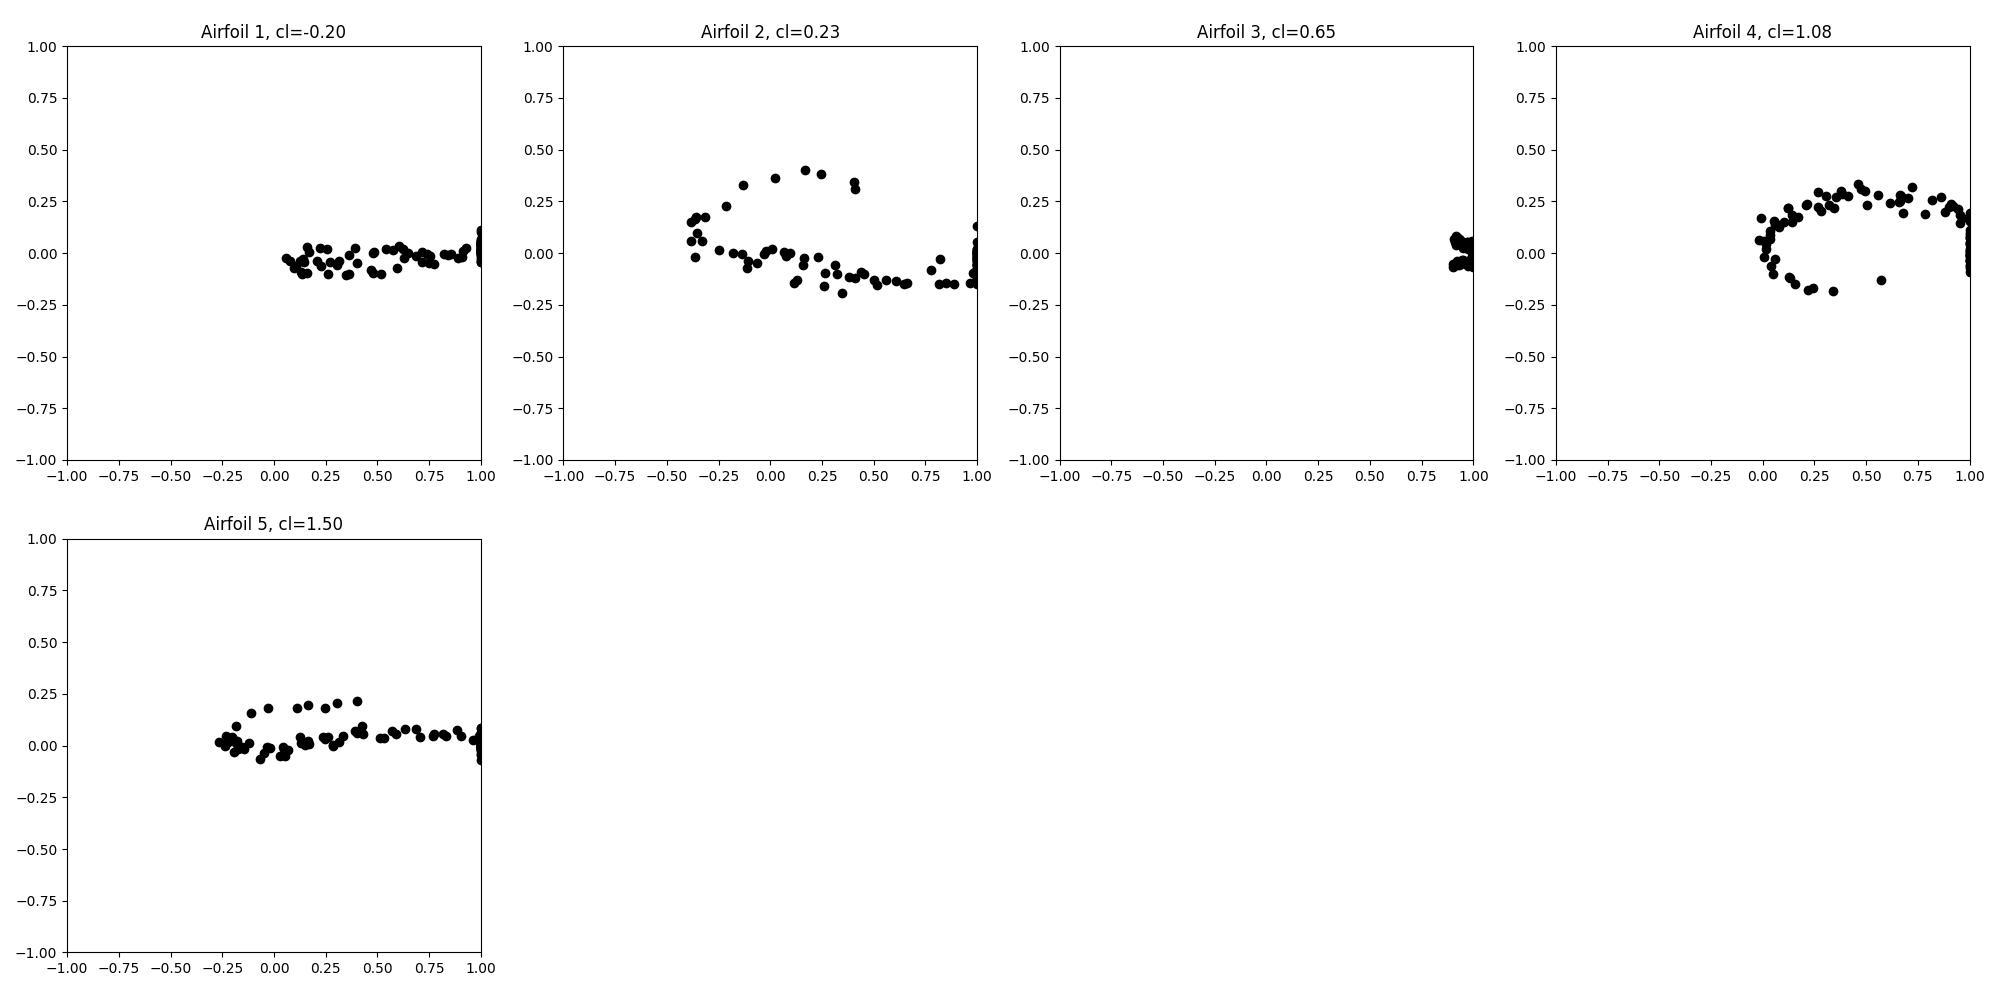 Airfoil 1, cl=-0.20
Airfoil 2, cl=0.23
Airfoil 3, cl=0.65
Airfoil 4, cl=1.08
1.00 1.00 1.00 1.00
0.75 0.75 0.75 0.75
0.50 0.50 0.50 0.50
0.25 0.25 0.25 0.25
0.00 0.00 0.00 0.00
−0.25 −0.25 −0.25 −0.25
−0.50 −0.50 −0.50 −0.50
−0.75 −0.75 −0.75 −0.75
−1.00 −1.00 −1.00 −1.00
−1.00 −0.75 −0.50 −0.25 0.00 0.25 0.50 0.75 1.00
−1.00 −0.75 −0.50 −0.25 0.00 0.25 0.50 0.75 1.00
−1.00 −0.75 −0.50 −0.25 0.00 0.25 0.50 0.75 1.00
−1.00 −0.75 −0.50 −0.25 0.00 0.25 0.50 0.75 1.00
Airfoil 5, cl=1.50
1.00
0.75
0.50
0.25
0.00
−0.25
−0.50
−0.75
−1.00
−1.00 −0.75 −0.50 −0.25 0.00 0.25 0.50 0.75 1.00